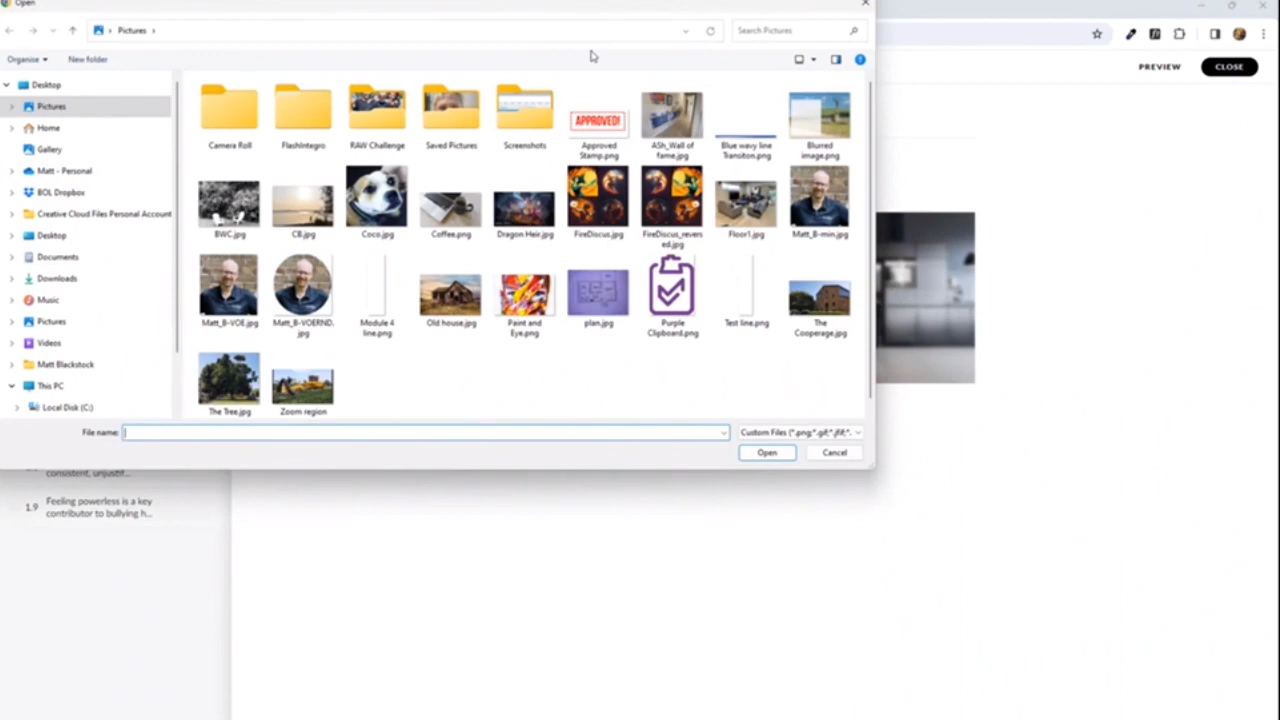 Open
Pictures
Search Pictures
PREVIEW
CLOSE
Organise
New folder
Desktop
Pictures
Home
Gallery
Matt - Personal
BOL Dropbox
Creative Cloud Files Personal Account
Desktop
Documents
Downloads
Music
Pictures
Videos
Matt Blackstock
This PC
Local Disk (C:)
APPROVED!
Camera Roll
FlashIntegro
RAW Challenge
Saved Pictures
Screenshots
Approved
Stamp.png
ASh_Wall of
fame.jpg
Blue wavy line
Transiton.png
Blurred
image.png
BWC.jpg
CB.jpg
Coco.jpg
Coffee.png
Dragon Heir.jpg
FireDiscus.jpg
FireDiscus_revers
ed.jpg
Floor1.jpg
Matt_B-min.jpg
Matt_B-VOE.jpg
Matt_B-VOERND.
jpg
Module 4
line.png
Old house.jpg
Paint and
Eye.png
plan.jpg
Purple
Clipboard.png
Test line.png
The
Cooperage.jpg
The Tree.jpg
Zoom region
File name:
Custom Files (*.png;*.gif;*.jfif;*.
Open
Cancel
consistent, unjustif...
1.9
Feeling powerless is a key
contributor to bullying h...